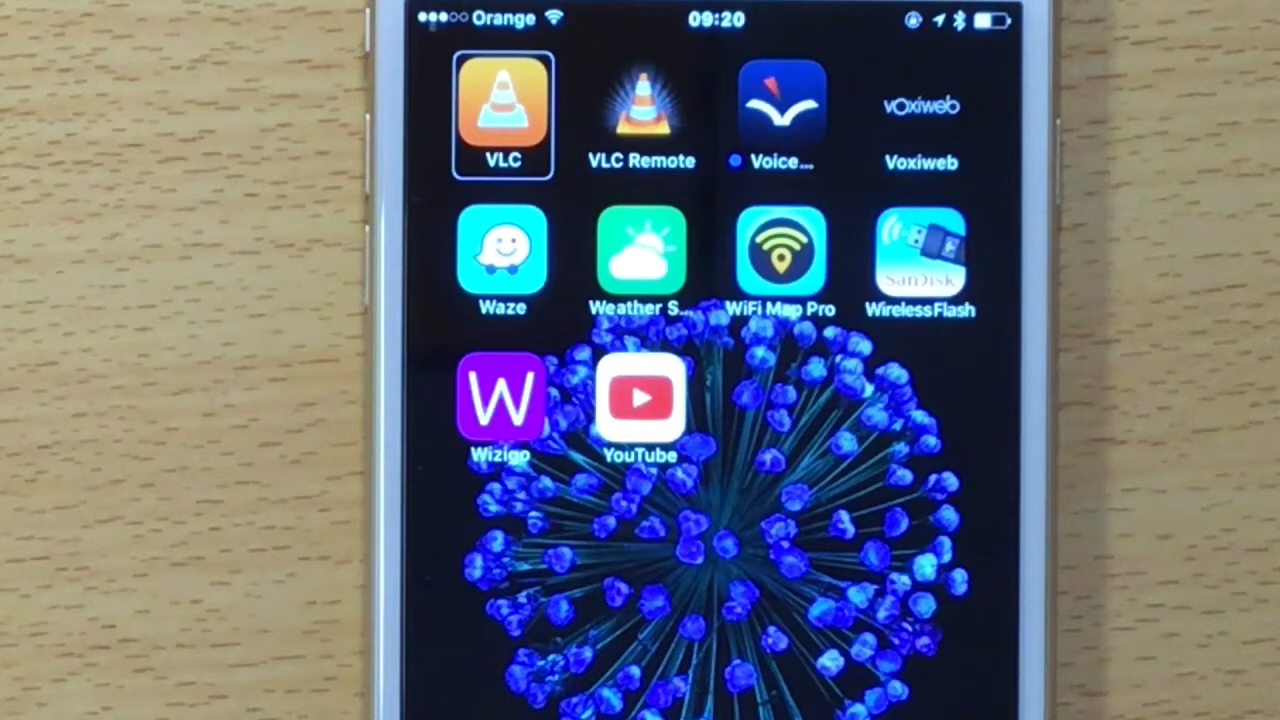 Orange 09:20
VLC VLC Remote Voice... Voxiweb
voxiweb
Waze Weather S... WiFi Map Pro WirelessFlash
SanDisk
W
Wizigo YouTube